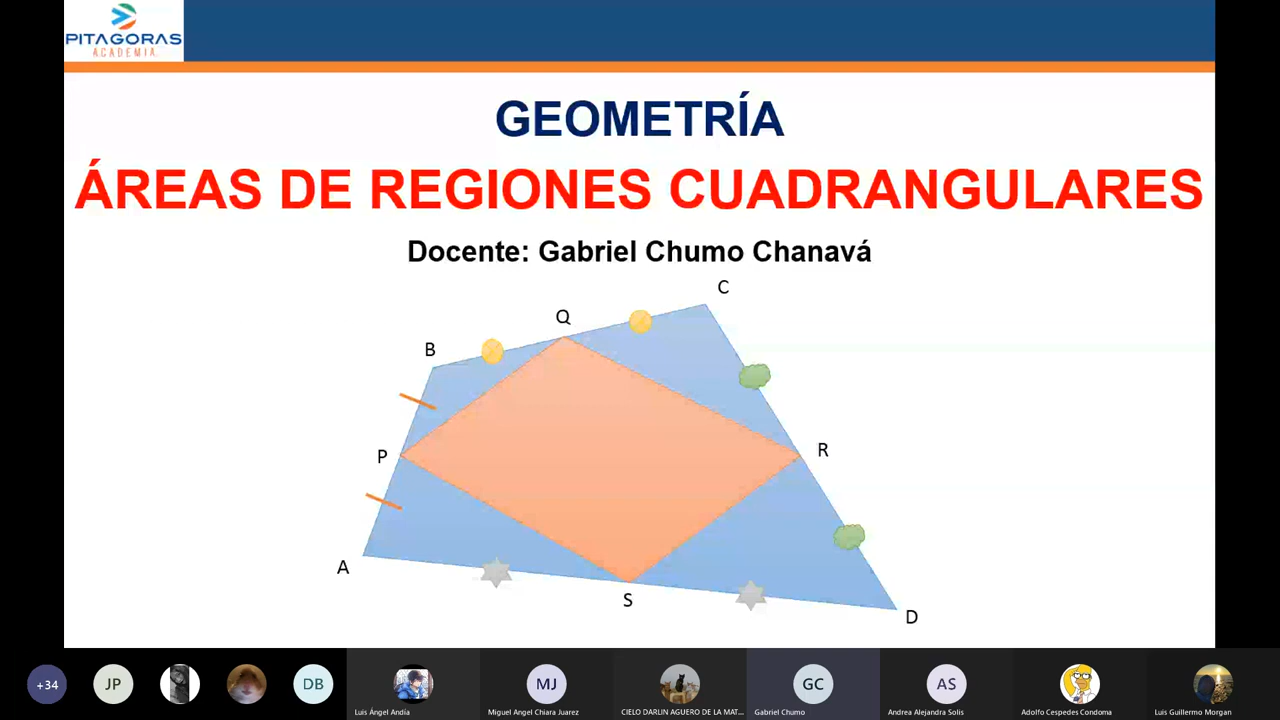 PITAGORAS
ACADEMIA
GEOMETRÍA
ÁREAS DE REGIONES CUADRANGULARES
Docente: Gabriel Chumo Chanavá
C
Q
B
P
R
A
S
D
+34
JP
DB
MJ
GC
AS
Luis Ángel Andía
Miguel Angel Chiara Juarez
CIELO DARLIN AGUERO DE LA MAT...
Gabriel Chumo
Andrea Alejandra Solis
Adolfo Cespedes Condoma
Luis Guillermo Morgan